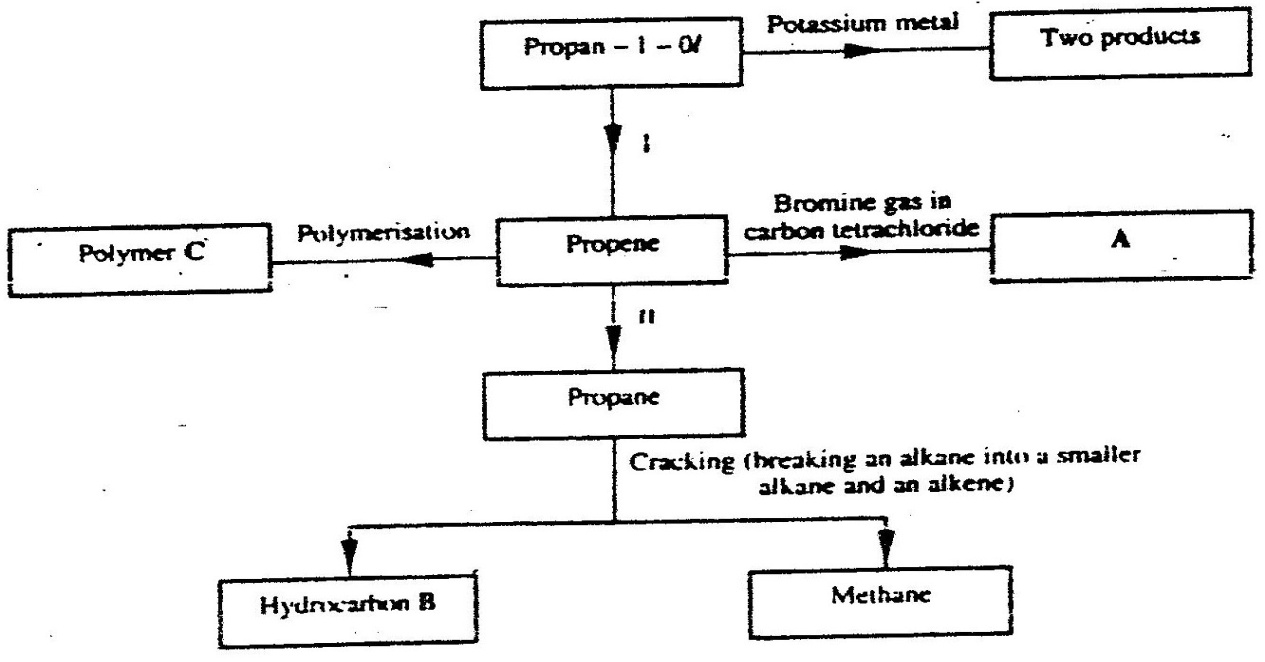 Potassium metal
Propan – 1 – 0l
Two products
I
Bromine gas in
carbon tetrachloride
Polymerisation
Polymer C
Propene
A
II
Propane
Cracking (breaking an alkane into a smaller
alkane and an alkene)
Hydrocarbon B
Methane